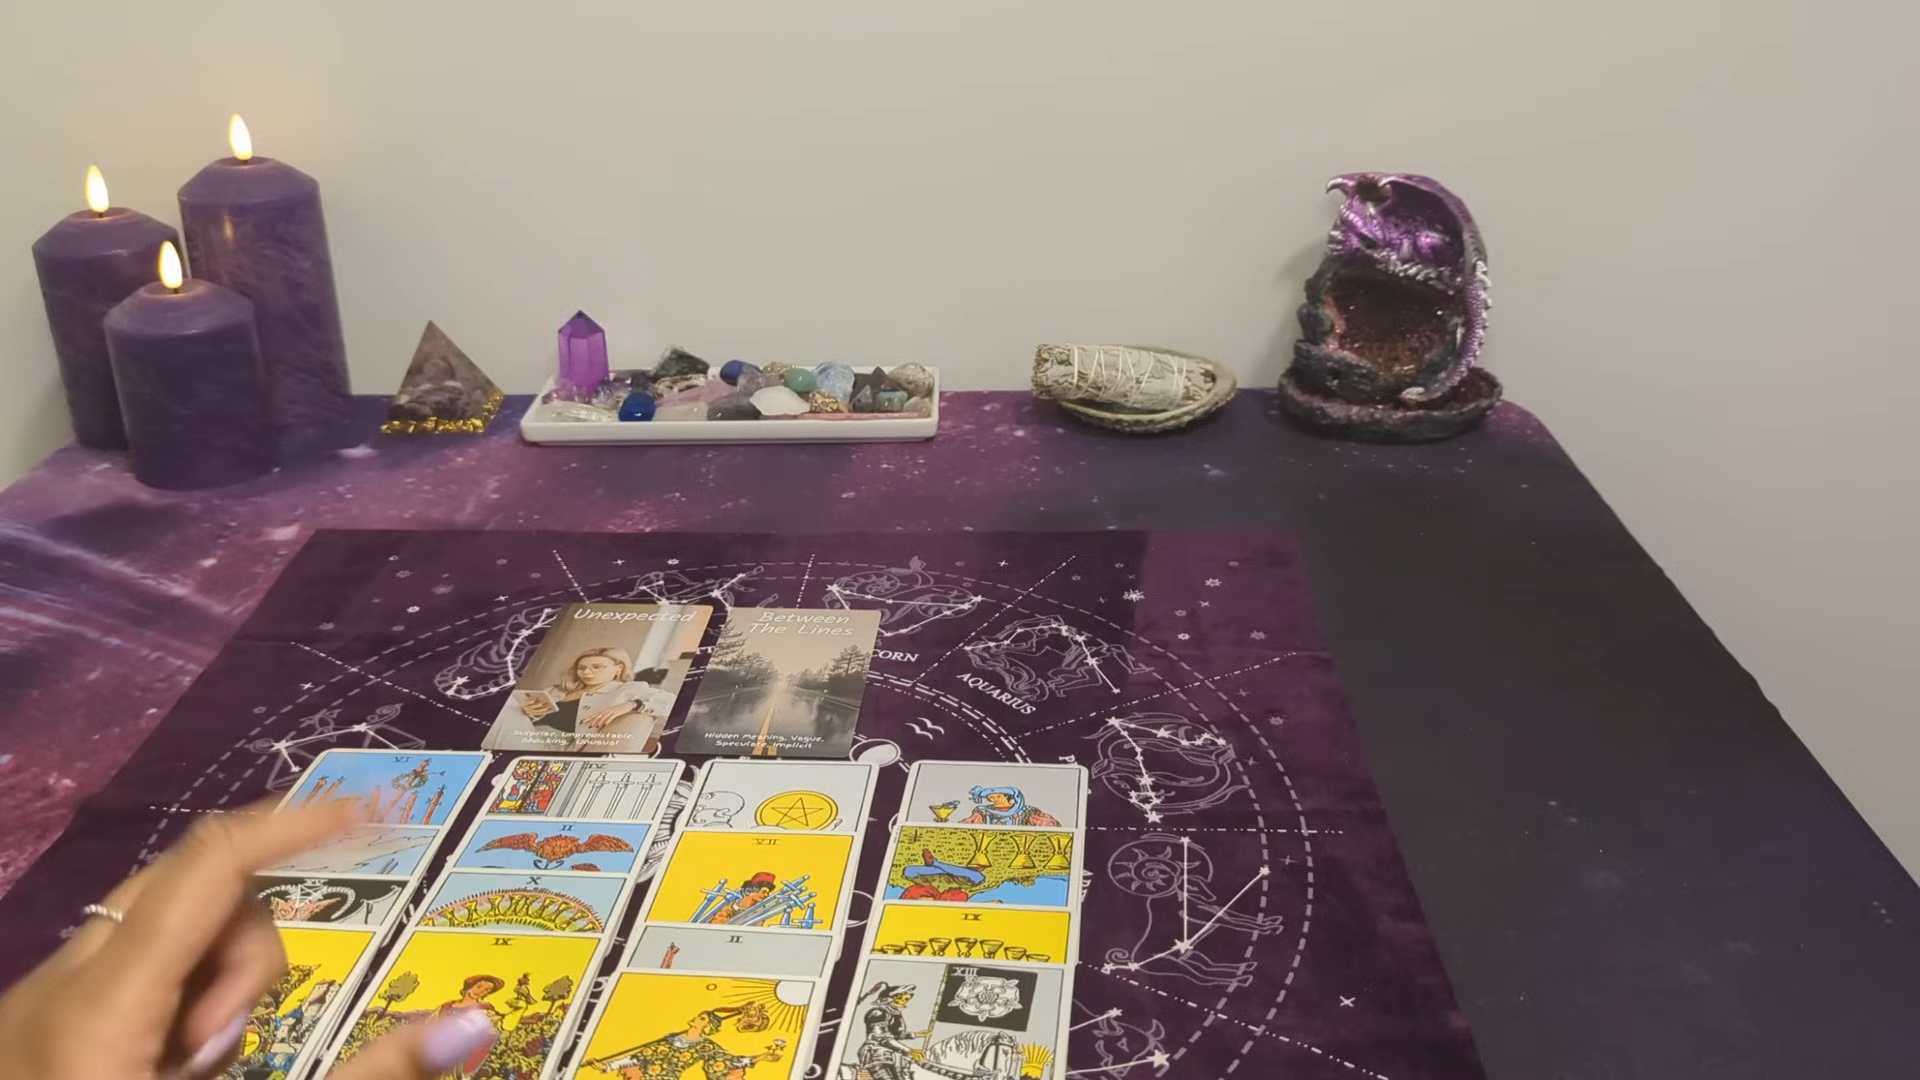 Unexpected
Surprise, Unpredictable,
Shocking, Unusual
Between
The Lines
Hidden Meaning, Vague,
Speculate, Implicit
CORN
AQUARIUS
VI
IV
II
X
IX
VII
II
O
IX
XIII